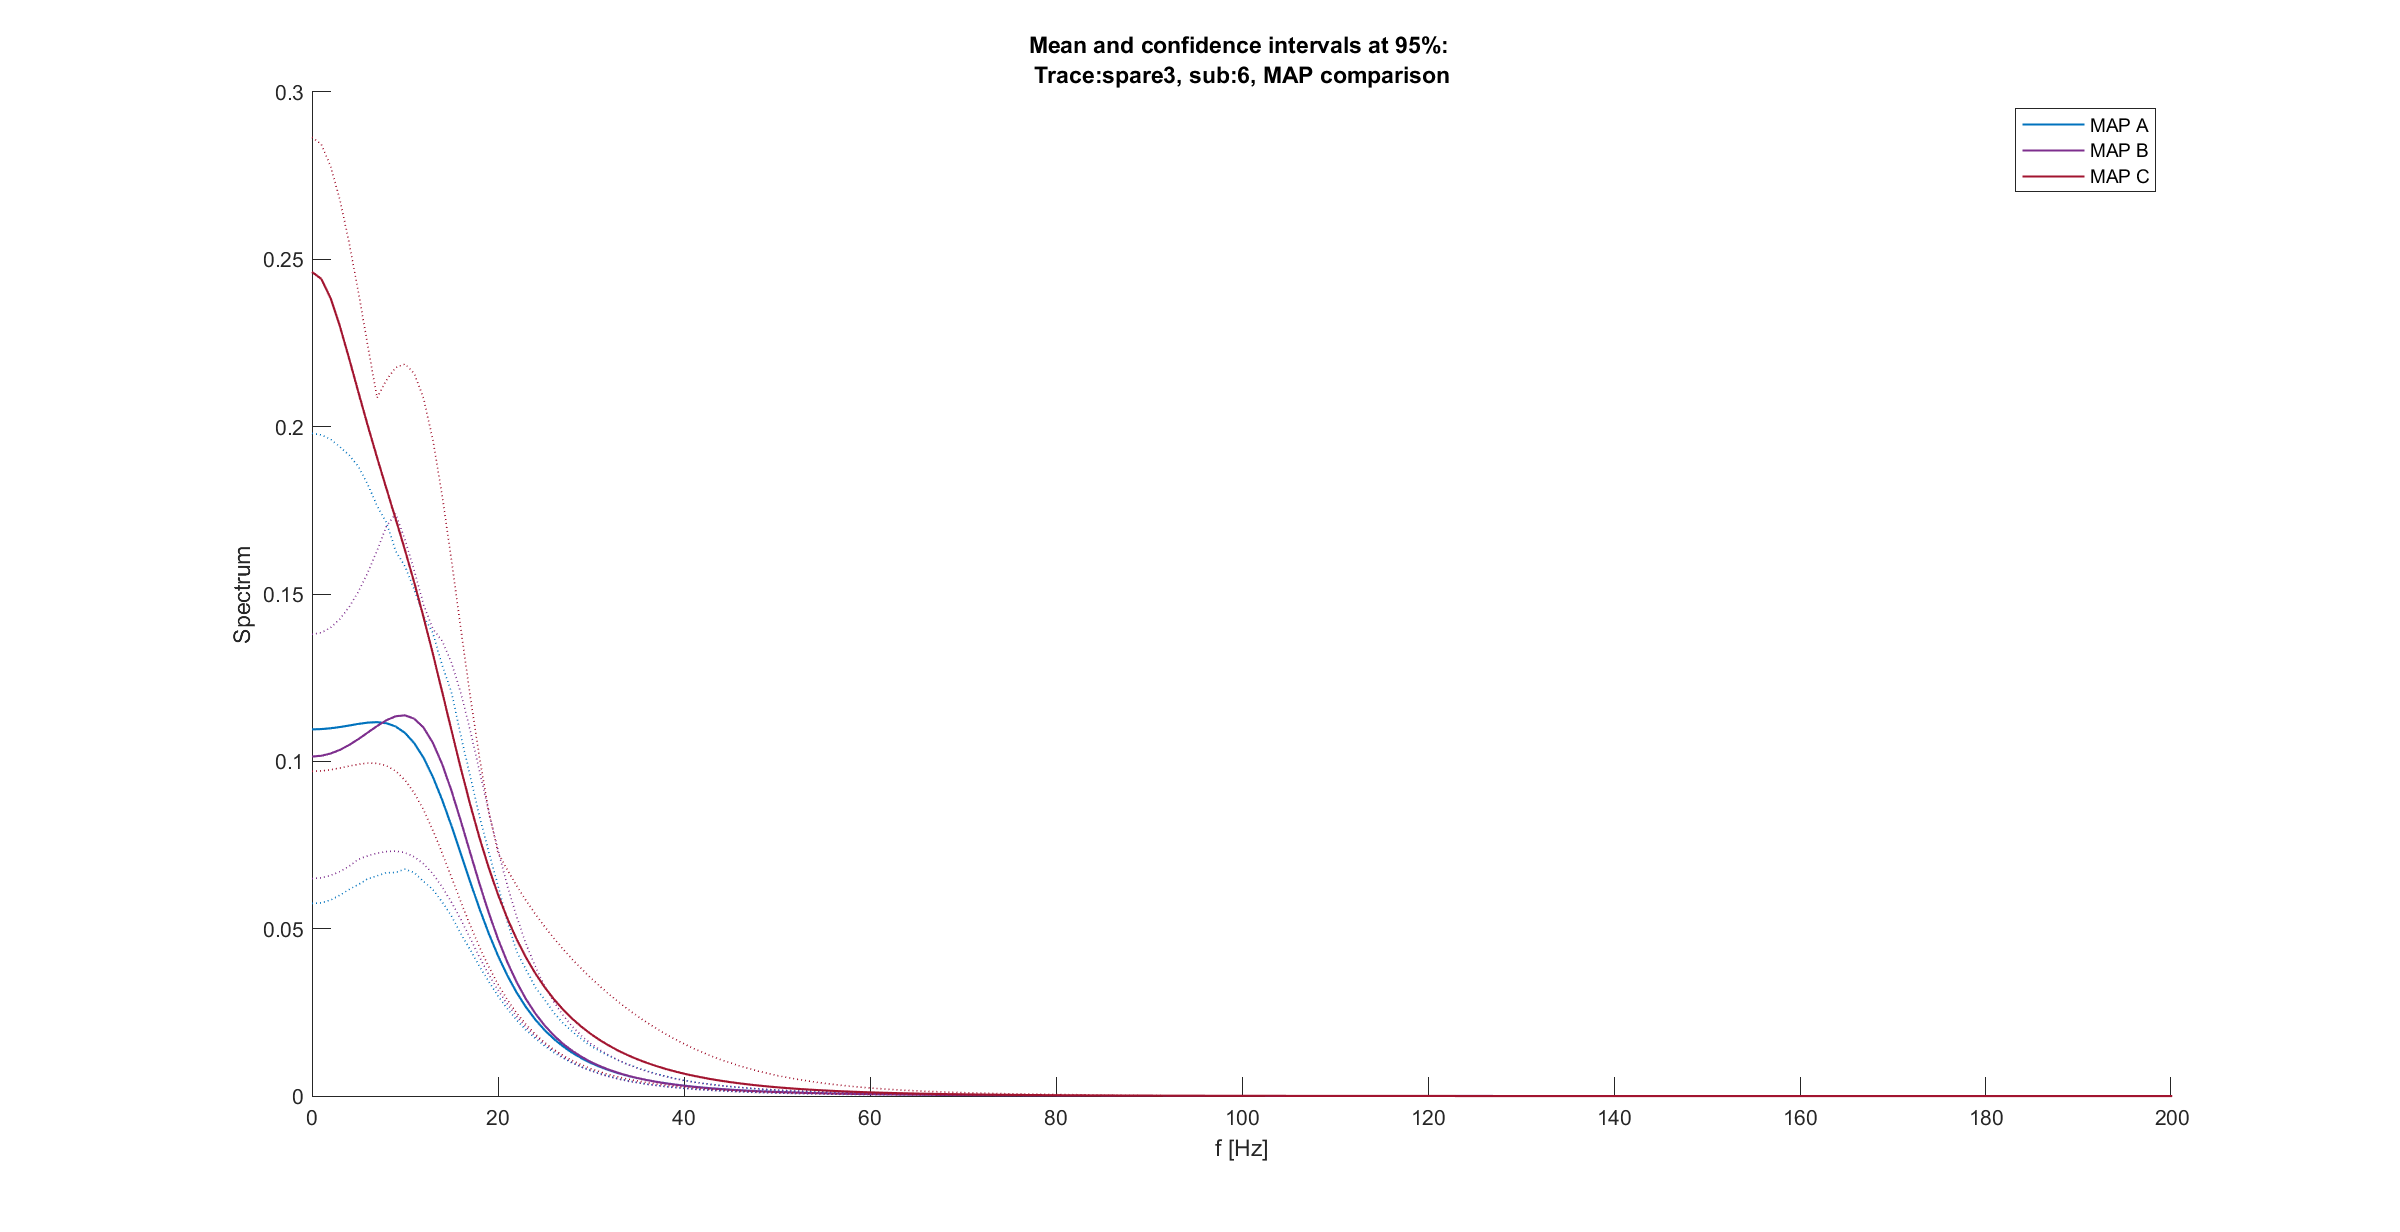 Mean and confidence intervals at 95%:
Trace:spare3, sub:6, MAP comparison
0.3
0.25
0.2
0.15
0.1
0.05
0
Spectrum
MAP A
MAP B
MAP C
0 20 40 60 80 100 120 140 160 180 200
f [Hz]